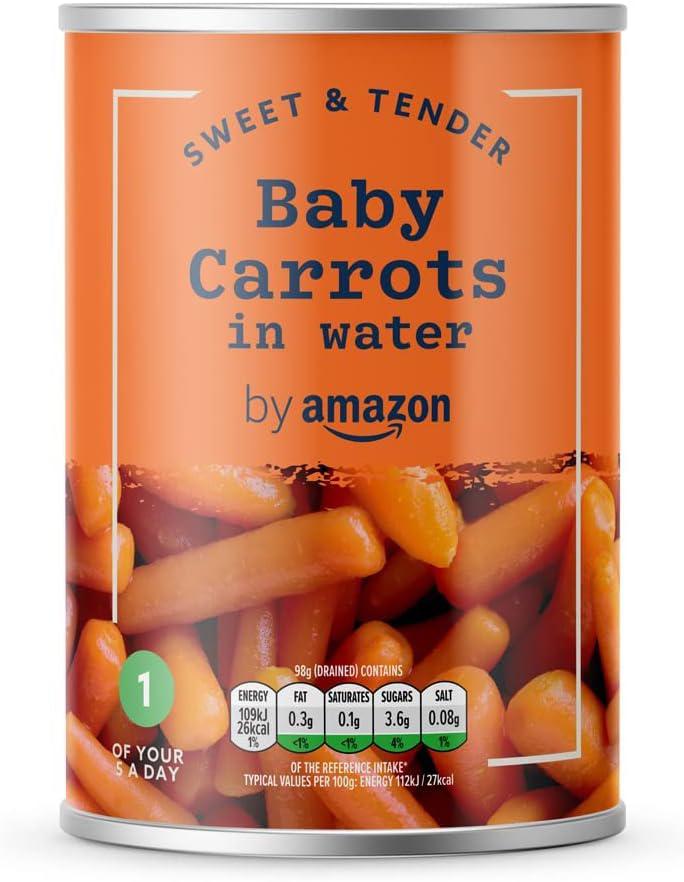 SWEET & TENDER
Baby
Carrots
in water
by amazon
98g (DRAINED) CONTAINS
ENERGY FAT SATURATES SUGARS SALT
109kJ 0.3g 0.1g 3.6g 0.08g
26kcal
1% <1% <1% 4% 1%
OF THE REFERENCE INTAKE*
TYPICAL VALUES PER 100g: ENERGY 112kJ / 27kcal
1
OF YOUR
5 A DAY